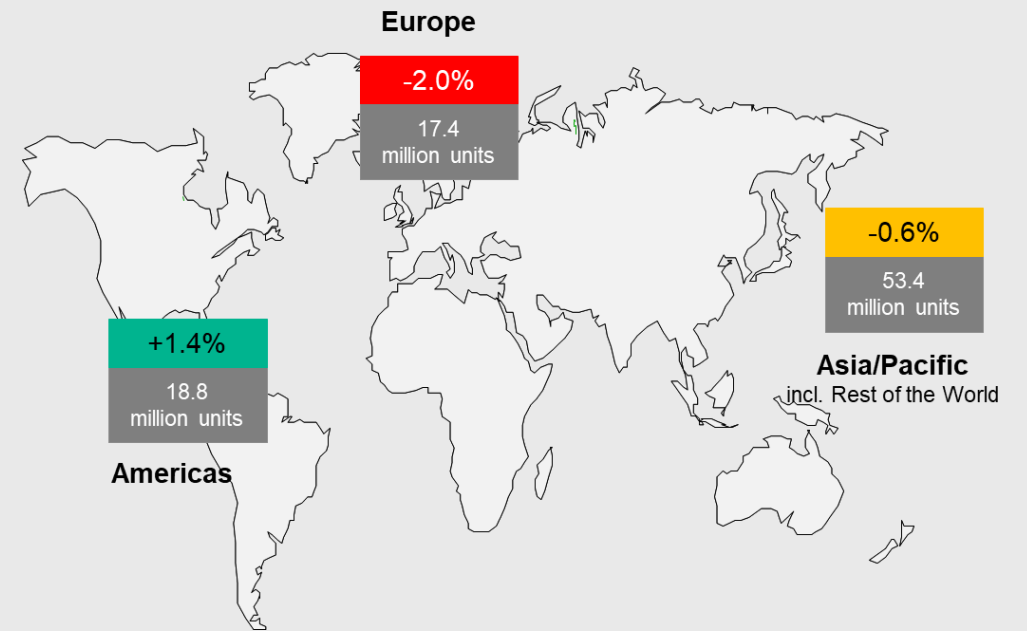 Europe
-2.0%
17.4
million units
-0.6%
53.4
million units
Asia/Pacific
incl. Rest of the World
+1.4%
18.8
million units
Americas